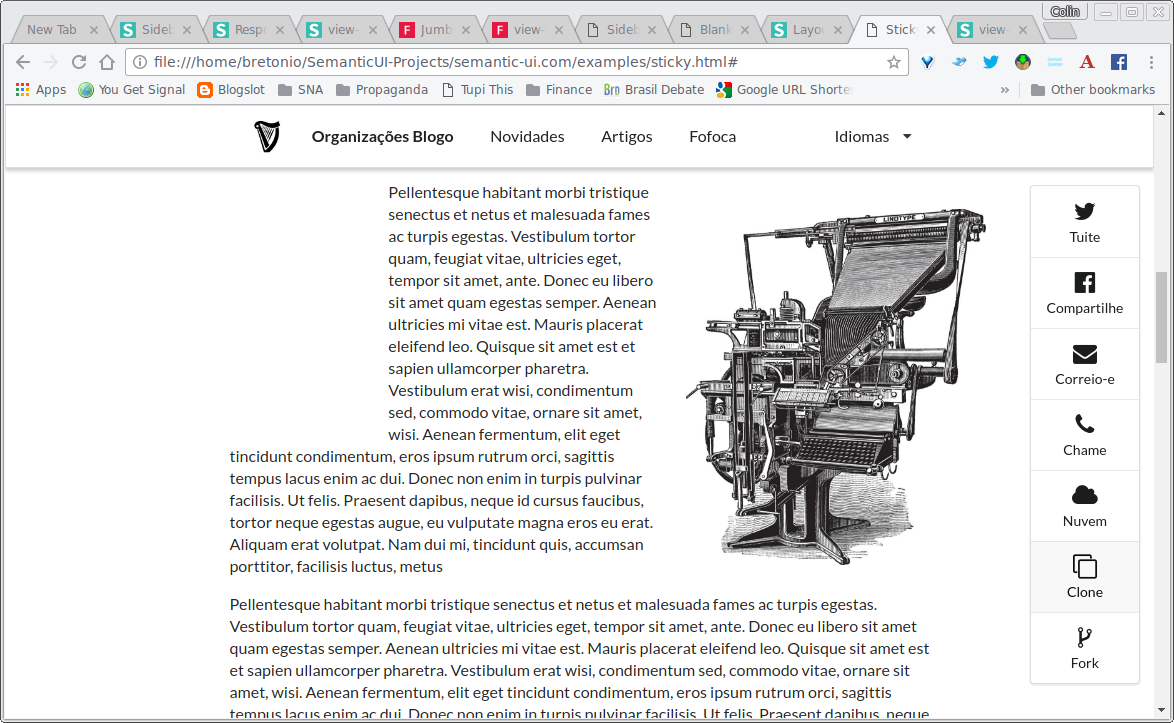 Colin
New Tab
Sideb
Respo
view-
Jumb
view-
Sideb
Blank
Layou
Sticky
view-
file:///home/bretonio/SemanticUI-Projects/semantic-ui.com/examples/sticky.html#
Apps
You Get Signal
Blogslot
SNA
Propaganda
Tupi This
Finance
Brasil Debate
Google URL Shorte
»
Other bookmarks
Organizações Blogo
Novidades
Artigos
Fofoca
Idiomas
Pellentesque habitant morbi tristique
senectus et netus et malesuada fames
ac turpis egestas. Vestibulum tortor
quam, feugiat vitae, ultricies eget,
tempor sit amet, ante. Donec eu libero
sit amet quam egestas semper. Aenean
ultricies mi vitae est. Mauris placerat
eleifend leo. Quisque sit amet est et
sapien ullamcorper pharetra.
Vestibulum erat wisi, condimentum
sed, commodo vitae, ornare sit amet,
wisi. Aenean fermentum, elit eget
tincidunt condimentum, eros ipsum rutrum orci, sagittis
tempus lacus enim ac dui. Donec non enim in turpis pulvinar
facilisis. Ut felis. Praesent dapibus, neque id cursus faucibus,
tortor neque egestas augue, eu vulputate magna eros eu erat.
Aliquam erat volutpat. Nam dui mi, tincidunt quis, accumsan
porttitor, facilisis luctus, metus
LINOTYPE
Pellentesque habitant morbi tristique senectus et netus et malesuada fames ac turpis egestas.
Vestibulum tortor quam, feugiat vitae, ultricies eget, tempor sit amet, ante. Donec eu libero sit amet
quam egestas semper. Aenean ultricies mi vitae est. Mauris placerat eleifend leo. Quisque sit amet est
et sapien ullamcorper pharetra. Vestibulum erat wisi, condimentum sed, commodo vitae, ornare sit
amet, wisi. Aenean fermentum, elit eget tincidunt condimentum, eros ipsum rutrum orci, sagittis
tempus lacus enim ac dui. Donec non enim in turpis pulvinar facilisis. Ut felis. Praesent dapibus, neque
Tuite
Compartilhe
Correio-e
Chame
Nuvem
Clone
Fork